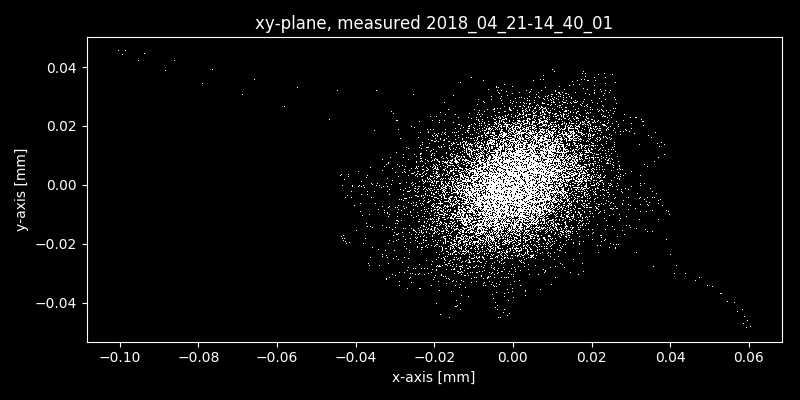 xy-plane, measured 2018_04_21-14_40_01
y-axis [mm]
0.04
0.02
0.00
−0.02
−0.04
−0.10 −0.08 −0.06 −0.04 −0.02 0.00 0.02 0.04 0.06
x-axis [mm]